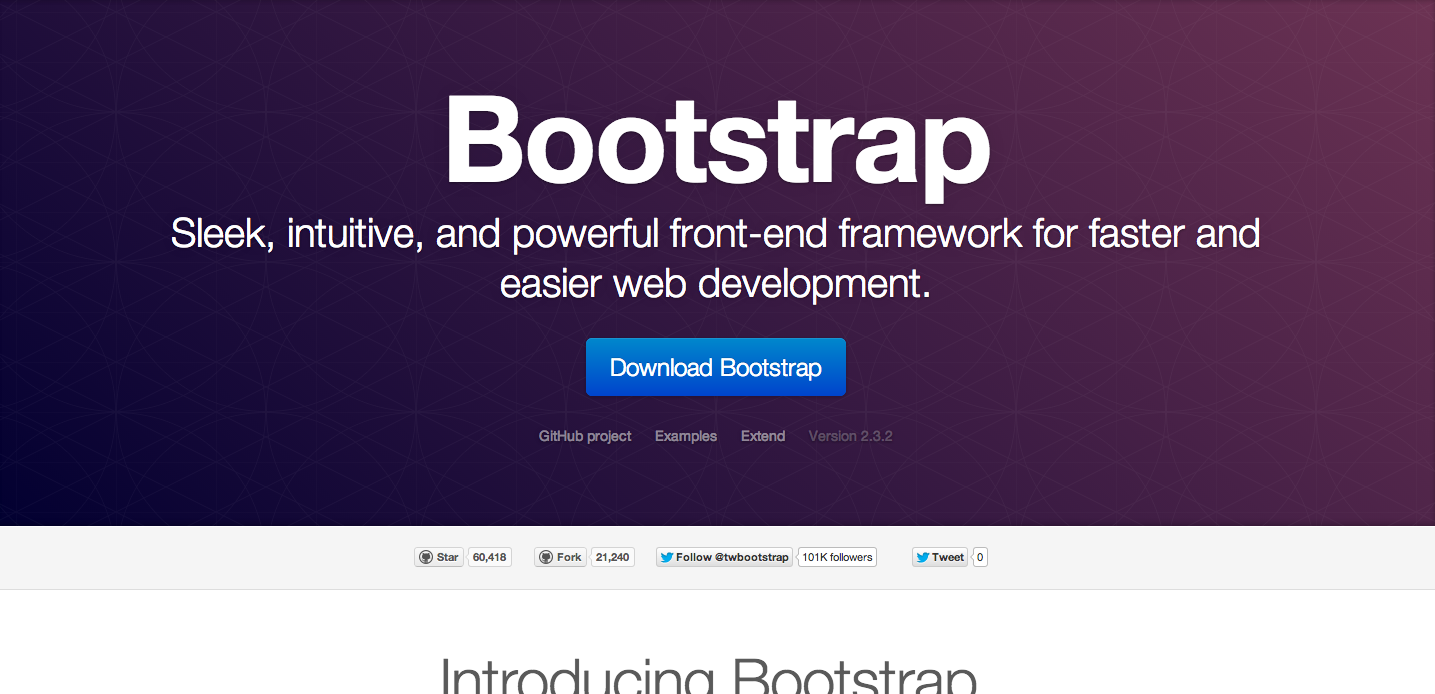 Bootstrap
Sleek, intuitive, and powerful front-end framework for faster and
easier web development.
Download Bootstrap
GitHub project Examples Extend Version 2.3.2
Star 60,418 Fork 21,240 Follow @twbootstrap 101K followers Tweet 0
Introducing Bootstrap